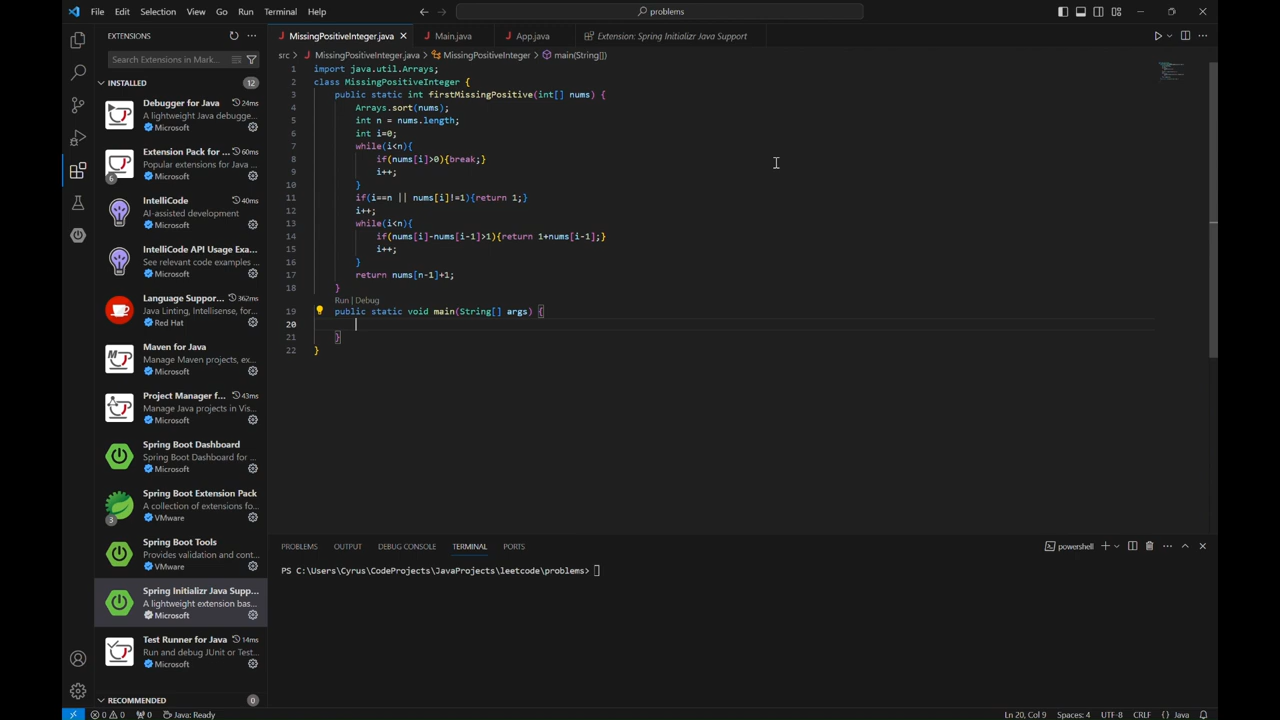 File Edit Selection View Go Run Terminal Help
problems
EXTENSIONS
Search Extensions in Mark...
INSTALLED 12
Debugger for Java 24ms
A lightweight Java debugge...
Microsoft
Extension Pack for ... 60ms
Popular extensions for Java ...
Microsoft
6
IntelliCode 40ms
AI-assisted development
Microsoft
IntelliCode API Usage Exa...
See relevant code examples ...
Microsoft
Language Suppor... 362ms
Java Linting, Intellisense, for...
Red Hat
Maven for Java
Manage Maven projects, ex...
Microsoft
Project Manager f... 43ms
Manage Java projects in Vis...
Microsoft
Spring Boot Dashboard
Spring Boot Dashboard for ...
Microsoft
Spring Boot Extension Pack
A collection of extensions fo...
VMware
3
Spring Boot Tools
Provides validation and cont...
VMware
Spring Initializr Java Supp...
A lightweight extension bas...
Microsoft
Test Runner for Java 14ms
Run and debug JUnit or Test...
Microsoft
RECOMMENDED 0
MissingPositiveInteger.java Main.java App.java Extension: Spring Initializr Java Support
src > MissingPositiveInteger.java > MissingPositiveInteger > main(String[])
1 import java.util.Arrays;
2 class MissingPositiveInteger {
3 public static int firstMissingPositive(int[] nums) {
4 Arrays.sort(nums);
5 int n = nums.length;
6 int i=0;
7 while(i<n){
8 if(nums[i]>0){break;}
9 i++;
10 }
11 if(i==n || nums[i]!=1){return 1;}
12 i++;
13 while(i<n){
14 if(nums[i]-nums[i-1]>1){return 1+nums[i-1];}
15 i++;
16 }
17 return nums[n-1]+1;
18 }
Run | Debug
19 public static void main(String[] args) {
20
21 }
22 }
PROBLEMS OUTPUT DEBUG CONSOLE TERMINAL PORTS
powershell
PS C:\Users\Cyrus\CodeProjects\JavaProjects\leetcode\problems>
0 0 0 Java: Ready
Ln 20, Col 9 Spaces: 4 UTF-8 CRLF {} Java